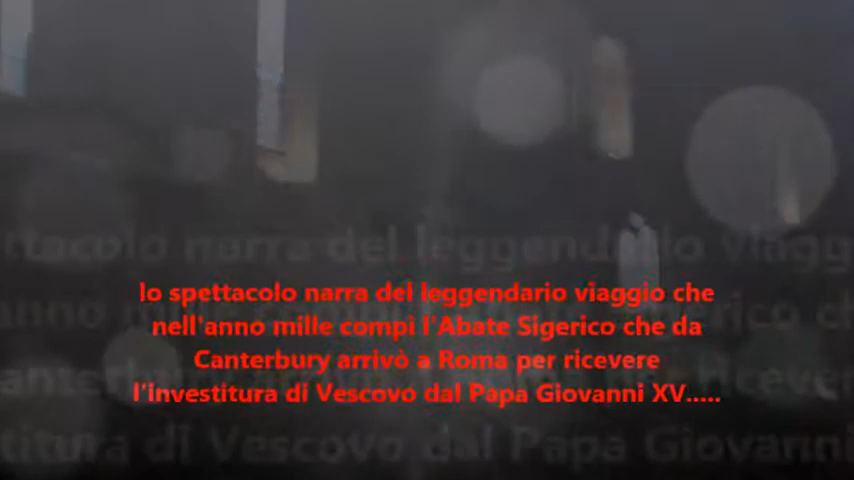 lo spettacolo narra del leggendario viaggio che
nell'anno mille compì l'Abate Sigerico che da
Canterbury arrivò a Roma per ricevere
l'investitura di Vescovo dal Papa Giovanni XV.....